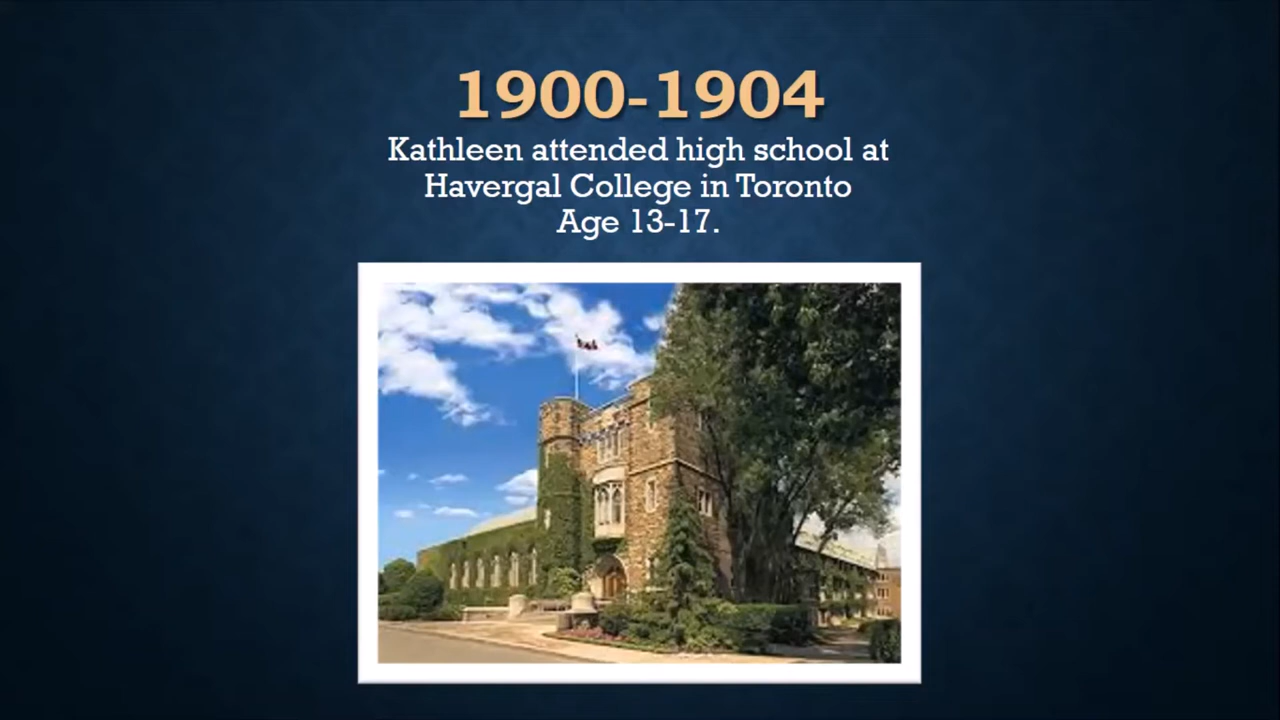 1900-1904
Kathleen attended high school at
Havergal College in Toronto
Age 13-17.